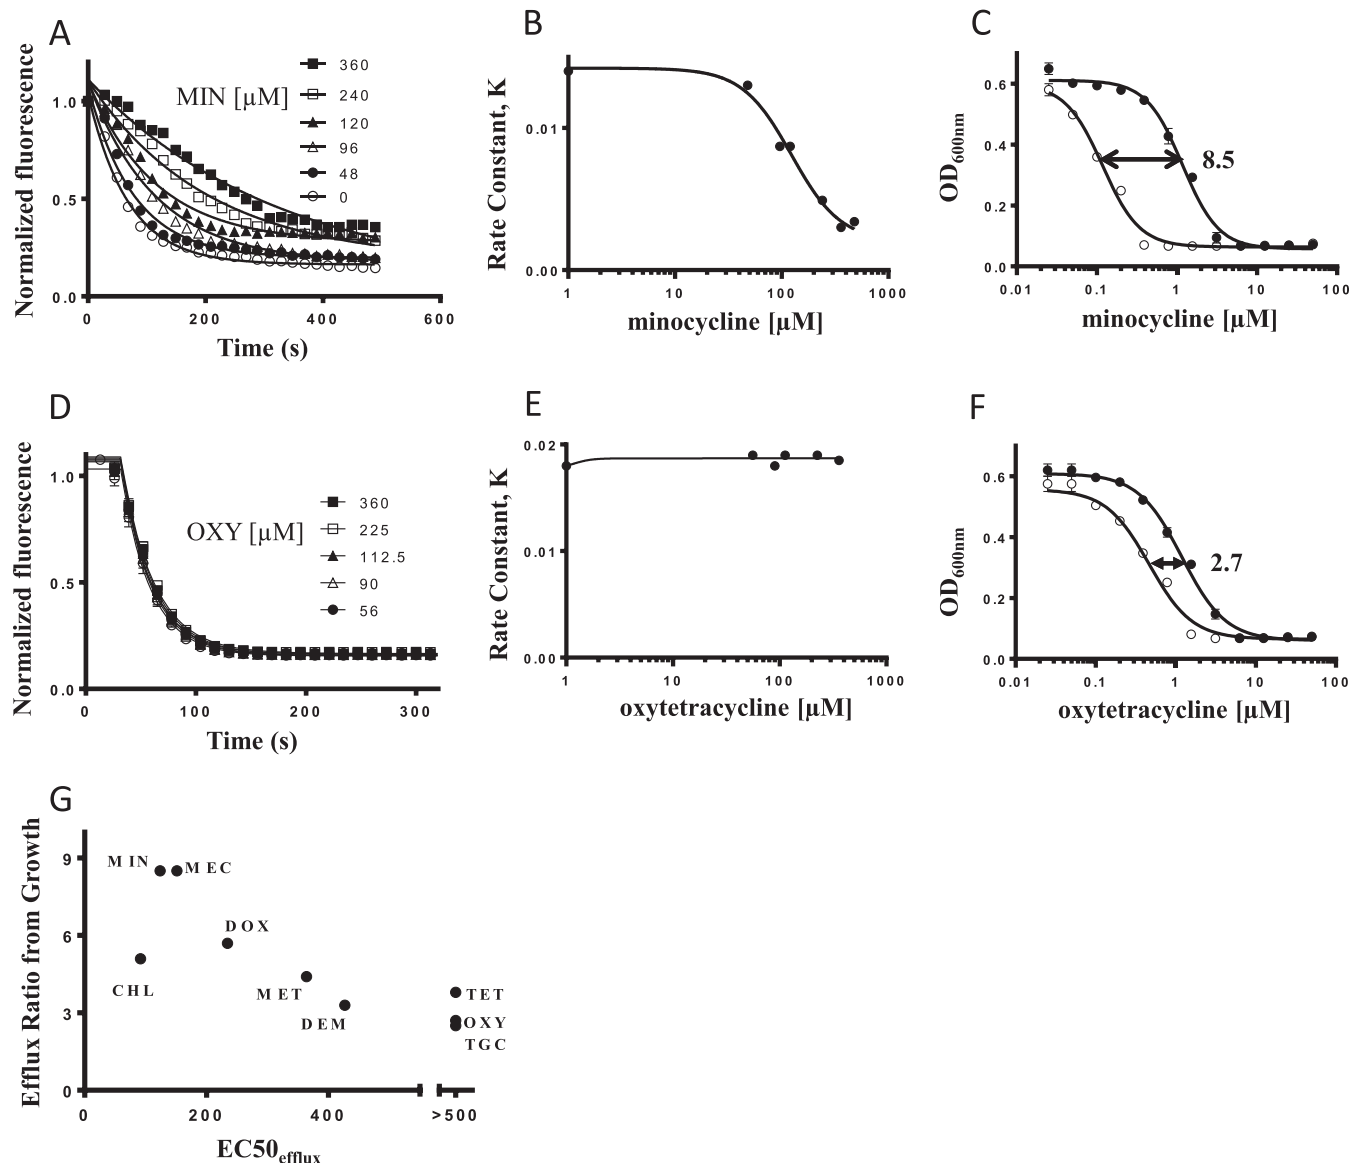 A
Normalized fluorescence
1.0
0.5
0.0
0
200
400
600
Time (s)
MIN [µM]
360
240
120
96
48
0
B
Rate Constant, K
0.01
0.00
1
10
100
1000
minocycline [µM]
C
OD600nm
0.6
0.4
0.2
0.0
0.01
0.1
1
10
100
minocycline [µM]
8.5
D
Normalized fluorescence
1.0
0.5
0.0
0
100
200
300
Time (s)
OXY [µM]
360
225
112.5
90
56
E
Rate Constant, K
0.02
0.01
0.00
1
10
100
1000
oxytetracycline [µM]
F
OD600nm
0.6
0.4
0.2
0.0
0.01
0.1
1
10
100
oxytetracycline [µM]
2.7
G
Efflux Ratio from Growth
9
6
3
0
0
200
400
>500
EC50efflux
MIN
MEC
DOX
CHL
MET
DEM
TET
OXY
TGC